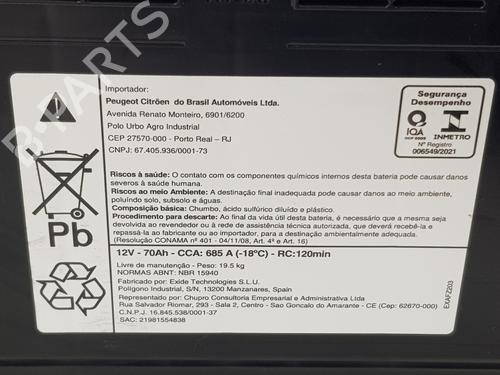 Importador:
Peugeot Citröen do Brasil Automóveis Ltda.
Avenida Renato Monteiro, 6901/6200
Polo Urbo Agro Industrial
CEP 27570-000 - Porto Real – RJ
CNPJ: 67.405.936/0001-73
Segurança
Desempenho
IQA
OCP 0005
INMETRO
Nº Registro
006549/2021
Riscos à saúde: O contato com os componentes químicos internos desta bateria pode causar danos
severos à saúde humana.
Riscos ao meio ambiente: A destinação final inadequada pode causar danos ao meio ambiente,
poluindo solo, subsolo e águas.
Composição básica: Chumbo, ácido sulfúrico diluído e plástico.
Procedimento para descarte: Ao final da vida útil desta bateria, é necessário que a mesma
seja devolvida ao revendedor ou à rede de assistência técnica autorizada, que deverá
repassá-la ao fabricante ou importador, para a destinação ambientalmente adequada.
(Resolução CONAMA nº 401 - 04/11/08, Art. 4º e Art. 16)
Pb
12V - 70Ah - CCA: 685 A (-18ºC) - RC:120min
Livre de manutenção - Peso: 19.5 kg
NORMAS ABNT: NBR 15940
Fabricado por: Exide Technologies S.L.U.
Polígono Industrial, S/N, 13200 Manzanares, Spain
Representado por: Chupro Consultoria Empresarial e Administrativa Ltda
Rua Salvador Riomar, 293 - Sala 2, Centro - Sao Goncalo do Amarante - CE (Cep: 62670-000)
C.N.P.J. 16.845.538/0001-37
SAC: 21981554838
EXAFZ203
B-PARTS